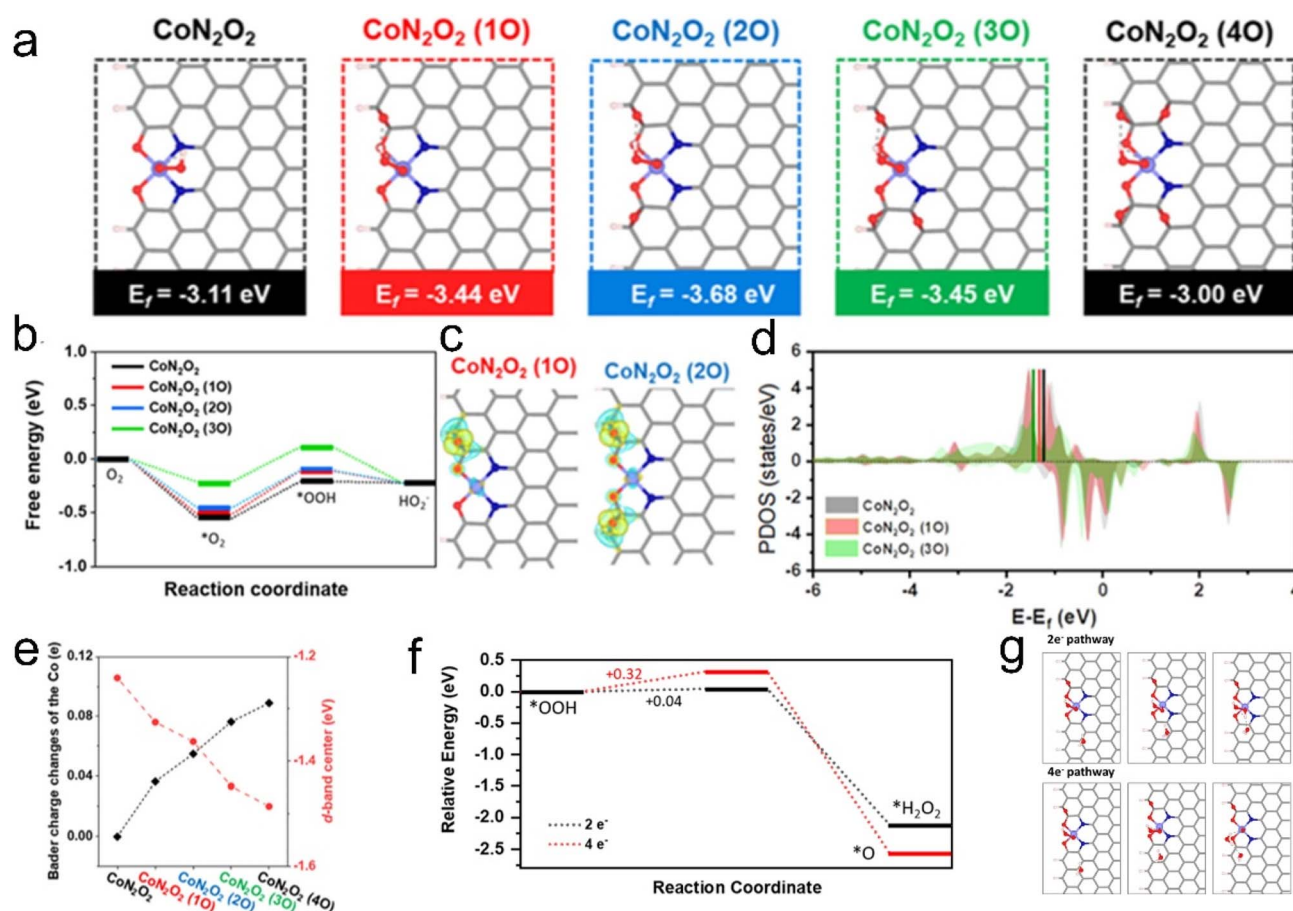 a
CoN₂O₂
CoN₂O₂ (1O)
CoN₂O₂ (2O)
CoN₂O₂ (3O)
CoN₂O₂ (4O)
E_f = -3.11 eV
E_f = -3.44 eV
E_f = -3.68 eV
E_f = -3.45 eV
E_f = -3.00 eV
b
Free energy (eV)
1.0
0.5
0.0
-0.5
-1.0
CoN₂O₂
CoN₂O₂ (1O)
CoN₂O₂ (2O)
CoN₂O₂ (3O)
O₂
*O₂
*OOH
HO₂⁻
Reaction coordinate
c
CoN₂O₂ (1O)
CoN₂O₂ (2O)
d
PDOS (states/eV)
6
4
2
0
-2
-4
-6
CoN₂O₂
CoN₂O₂ (1O)
CoN₂O₂ (3O)
-6
-4
-2
0
2
4
E-E_f (eV)
e
Bader charge changes of the Co (e)
0.12
0.08
0.04
0.00
-1.2
-1.4
-1.6
d-band center (eV)
CoN₂O₂
CoN₂O₂ (1O)
CoN₂O₂ (2O)
CoN₂O₂ (3O)
CoN₂O₂ (4O)
f
Relative Energy (eV)
0.5
0.0
-0.5
-1.0
-1.5
-2.0
-2.5
+0.32
+0.04
*OOH
*H₂O₂
*O
2 e⁻
4 e⁻
Reaction Coordinate
g
2e⁻ pathway
4e⁻ pathway